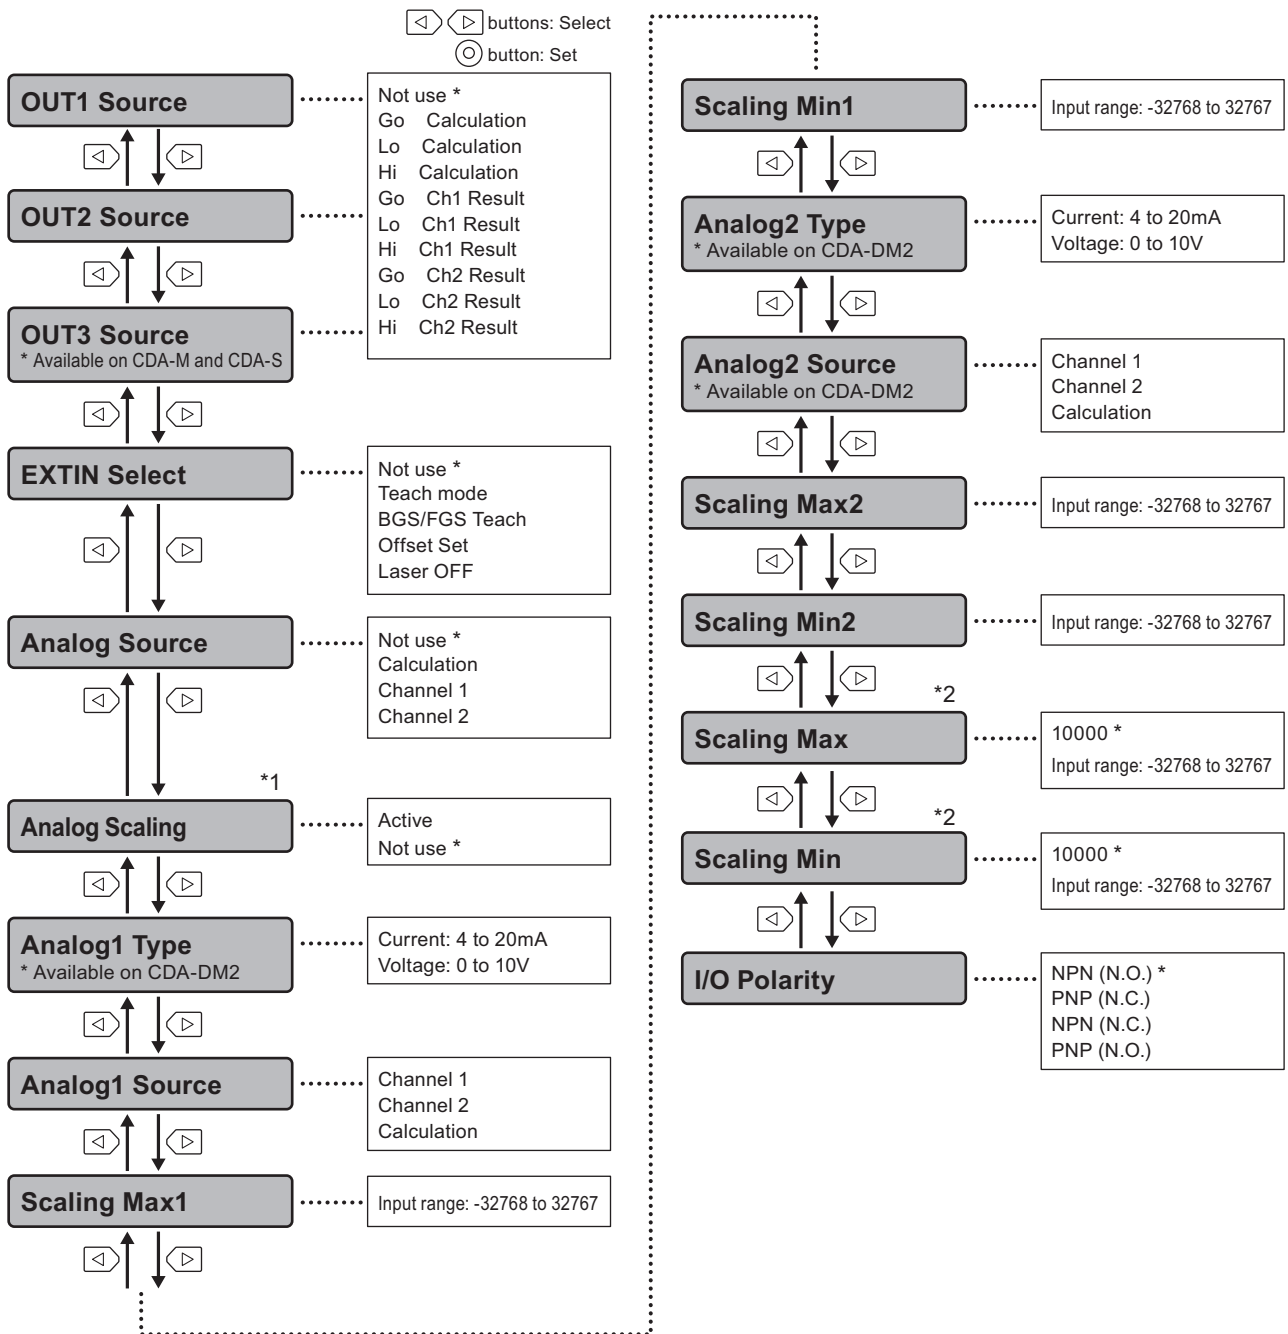 buttons: Select
button: Set
OUT1 Source
Not use *
Go Calculation
Lo Calculation
Hi Calculation
Go Ch1 Result
Lo Ch1 Result
Hi Ch1 Result
Go Ch2 Result
Lo Ch2 Result
Hi Ch2 Result
OUT2 Source
OUT3 Source
* Available on CDA-M and CDA-S
EXTIN Select
Not use *
Teach mode
BGS/FGS Teach
Offset Set
Laser OFF
Analog Source
Not use *
Calculation
Channel 1
Channel 2
*1
Analog Scaling
Active
Not use *
Analog1 Type
* Available on CDA-DM2
Current: 4 to 20mA
Voltage: 0 to 10V
Analog1 Source
Channel 1
Channel 2
Calculation
Scaling Max1
Input range: -32768 to 32767
Scaling Min1
Input range: -32768 to 32767
Analog2 Type
* Available on CDA-DM2
Current: 4 to 20mA
Voltage: 0 to 10V
Analog2 Source
* Available on CDA-DM2
Channel 1
Channel 2
Calculation
Scaling Max2
Input range: -32768 to 32767
Scaling Min2
Input range: -32768 to 32767
*2
Scaling Max
10000 *
Input range: -32768 to 32767
*2
Scaling Min
10000 *
Input range: -32768 to 32767
I/O Polarity
NPN (N.O.) *
PNP (N.C.)
NPN (N.C.)
PNP (N.O.)